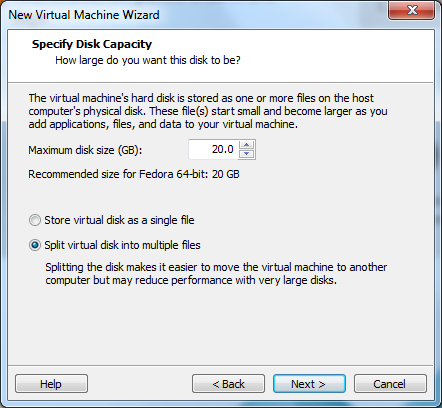 New Virtual Machine Wizard
Specify Disk Capacity
How large do you want this disk to be?
The virtual machine's hard disk is stored as one or more files on the host
computer's physical disk. These file(s) start small and become larger as you
add applications, files, and data to your virtual machine.
Maximum disk size (GB): 20.0
Recommended size for Fedora 64-bit: 20 GB
Store virtual disk as a single file
Split virtual disk into multiple files
Splitting the disk makes it easier to move the virtual machine to another
computer but may reduce performance with very large disks.
Help < Back Next > Cancel